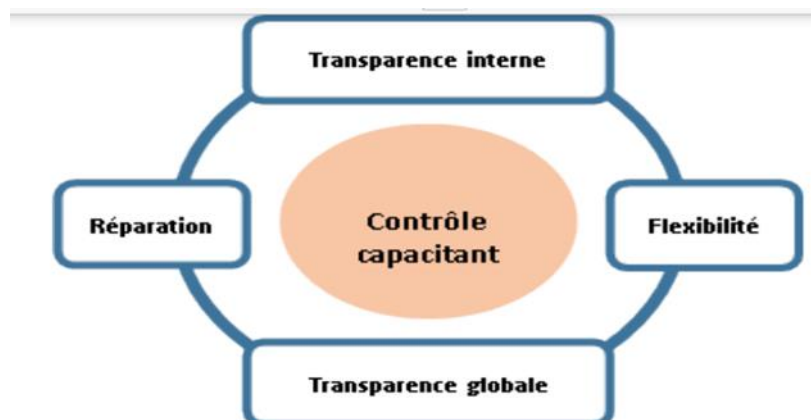 Transparence interne
Réparation
Contrôle
capacitant
Flexibilité
Transparence globale